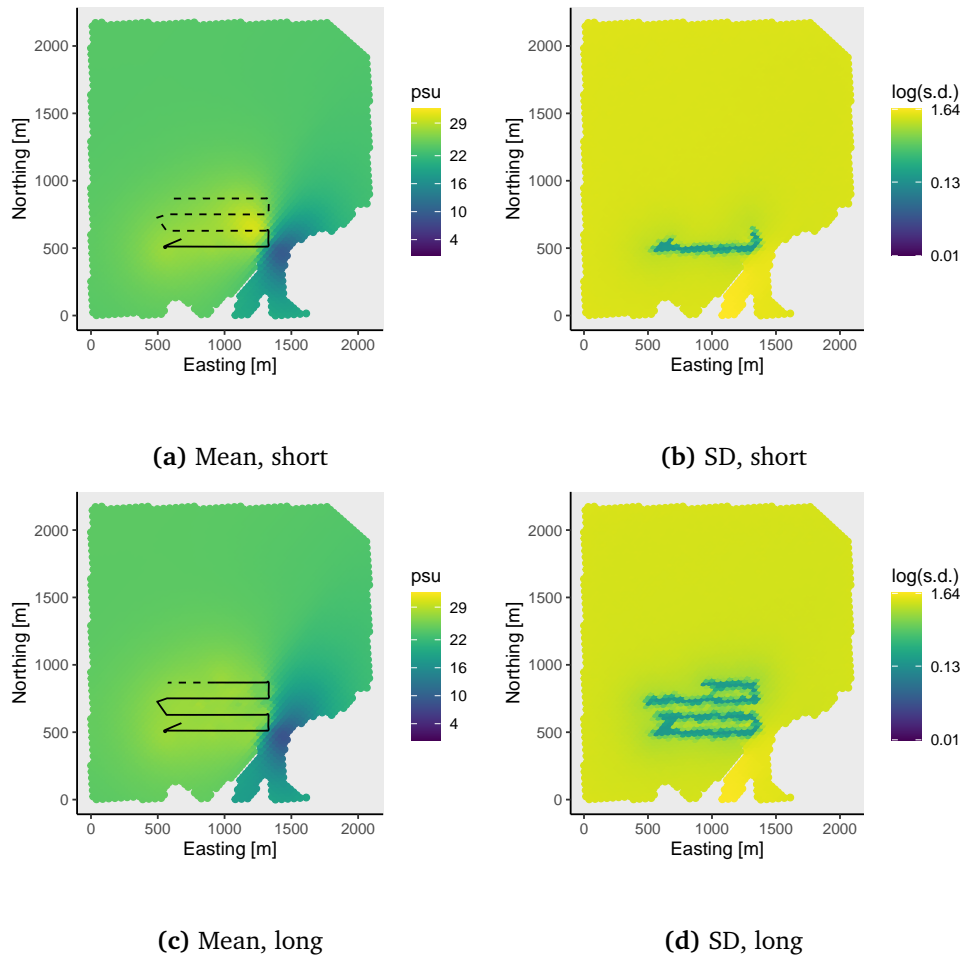 2000
1500
1000
500
0
Northing [m]
0 500 1000 1500 2000
Easting [m]
psu
29
22
16
10
4
2000
1500
1000
500
0
Northing [m]
0 500 1000 1500 2000
Easting [m]
log(s.d.)
1.64
0.13
0.01
(a) Mean, short
(b) SD, short
2000
1500
1000
500
0
Northing [m]
0 500 1000 1500 2000
Easting [m]
psu
29
22
16
10
4
2000
1500
1000
500
0
Northing [m]
0 500 1000 1500 2000
Easting [m]
log(s.d.)
1.64
0.13
0.01
(c) Mean, long
(d) SD, long